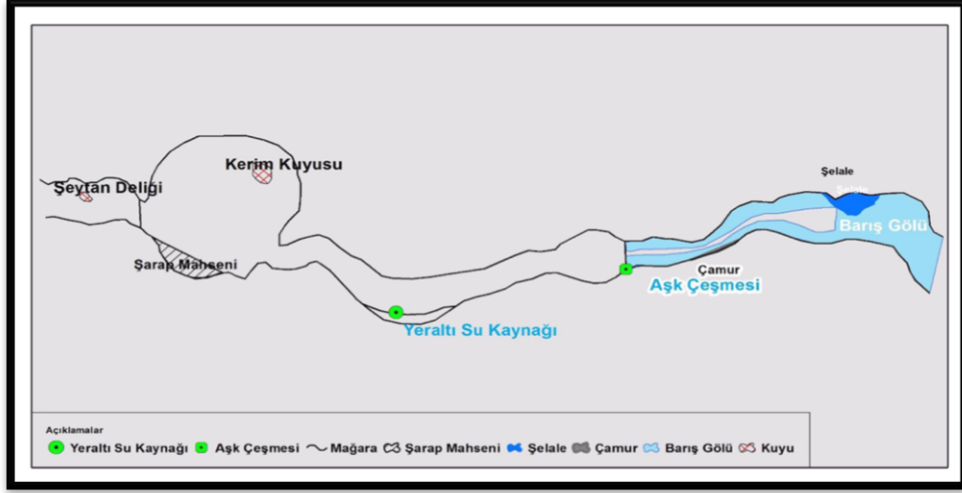 Kerim Kuyusu
Şelale
Şeytan Deliği
Şelale
Barış Gölü
Şarap Mahseni
Çamur
Aşk Çeşmesi
Yeraltı Su Kaynağı
Açıklamalar
Yeraltı Su Kaynağı Aşk Çeşmesi Mağara Şarap Mahseni Şelale Çamur Barış Gölü Kuyu